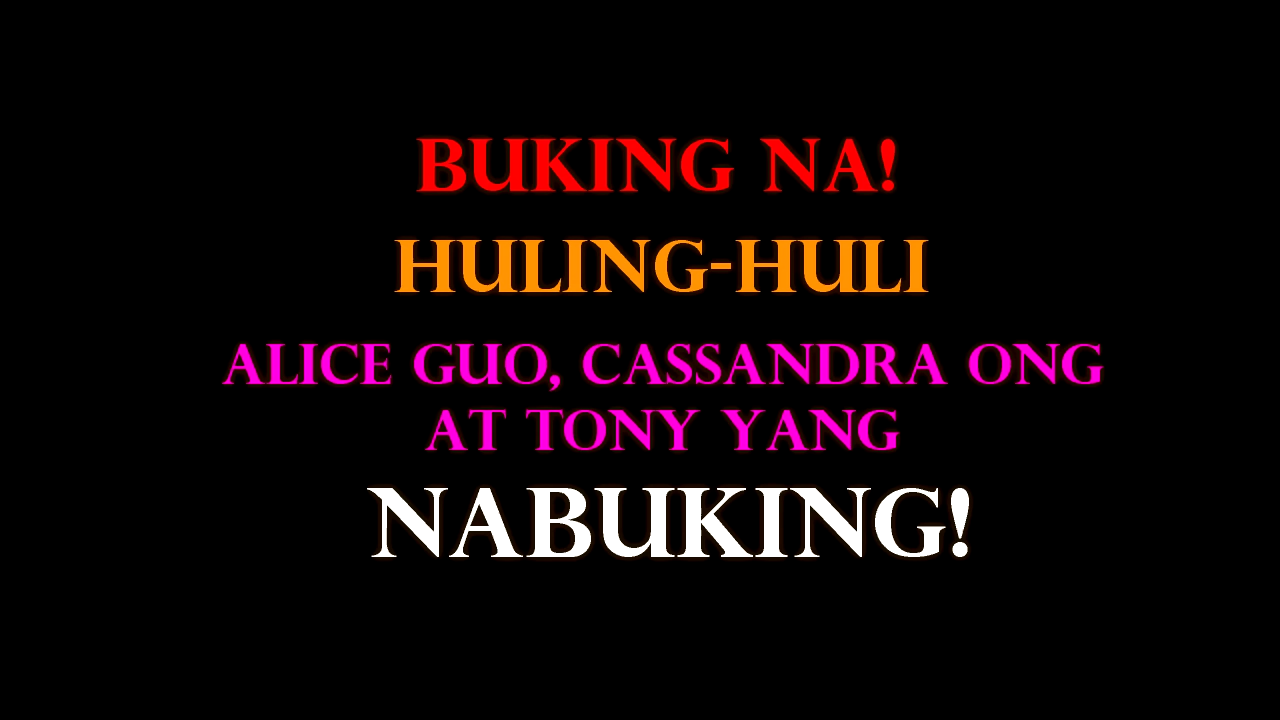 BUKING NA!
HULING-HULI
ALICE GUO, CASSANDRA ONG
AT TONY YANG
NABUKING!